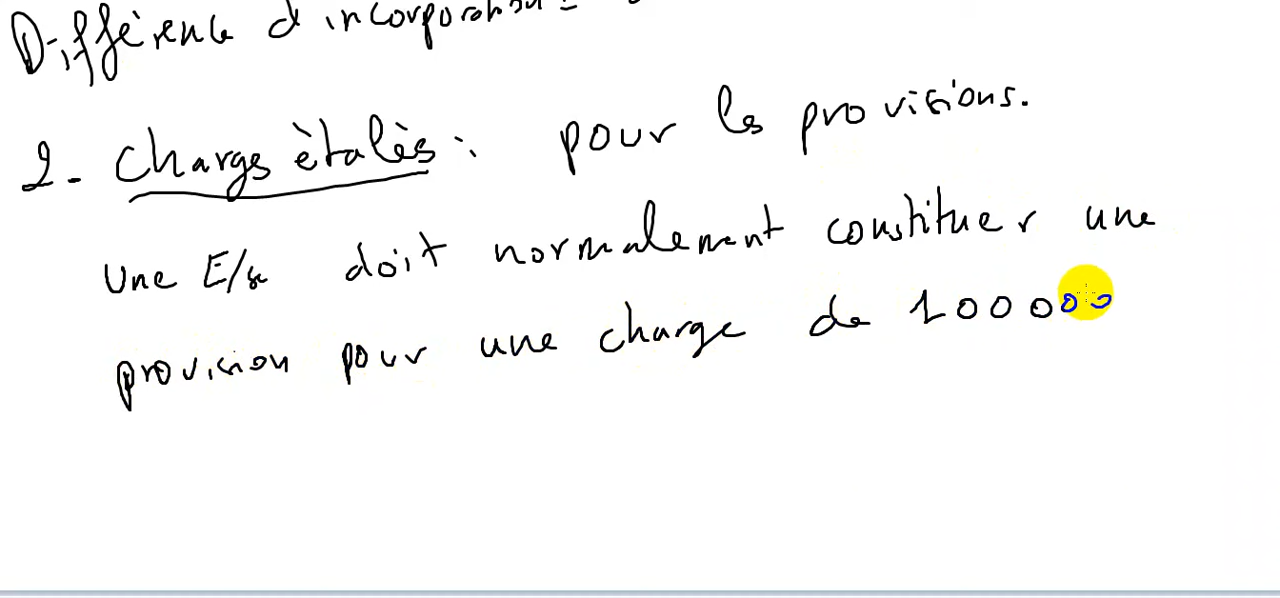 Différence d'incorporation =
2- Charges étalés : pour les provisions.
Une E/se doit normalement constituer une
provision pour une charge de 100000